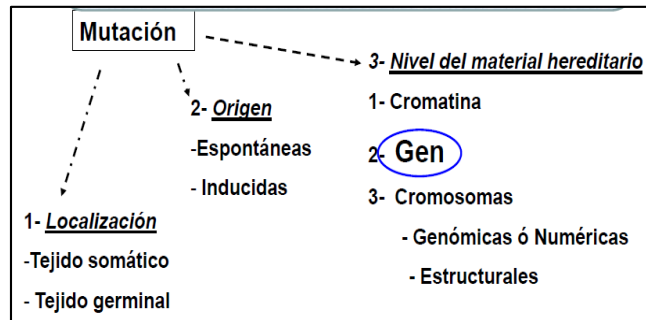 Mutación
1- Localización
-Tejido somático
- Tejido germinal
2- Origen
-Espontáneas
- Inducidas
3- Nivel del material hereditario
1- Cromatina
2- Gen
3- Cromosomas
- Genómicas ó Numéricas
- Estructurales